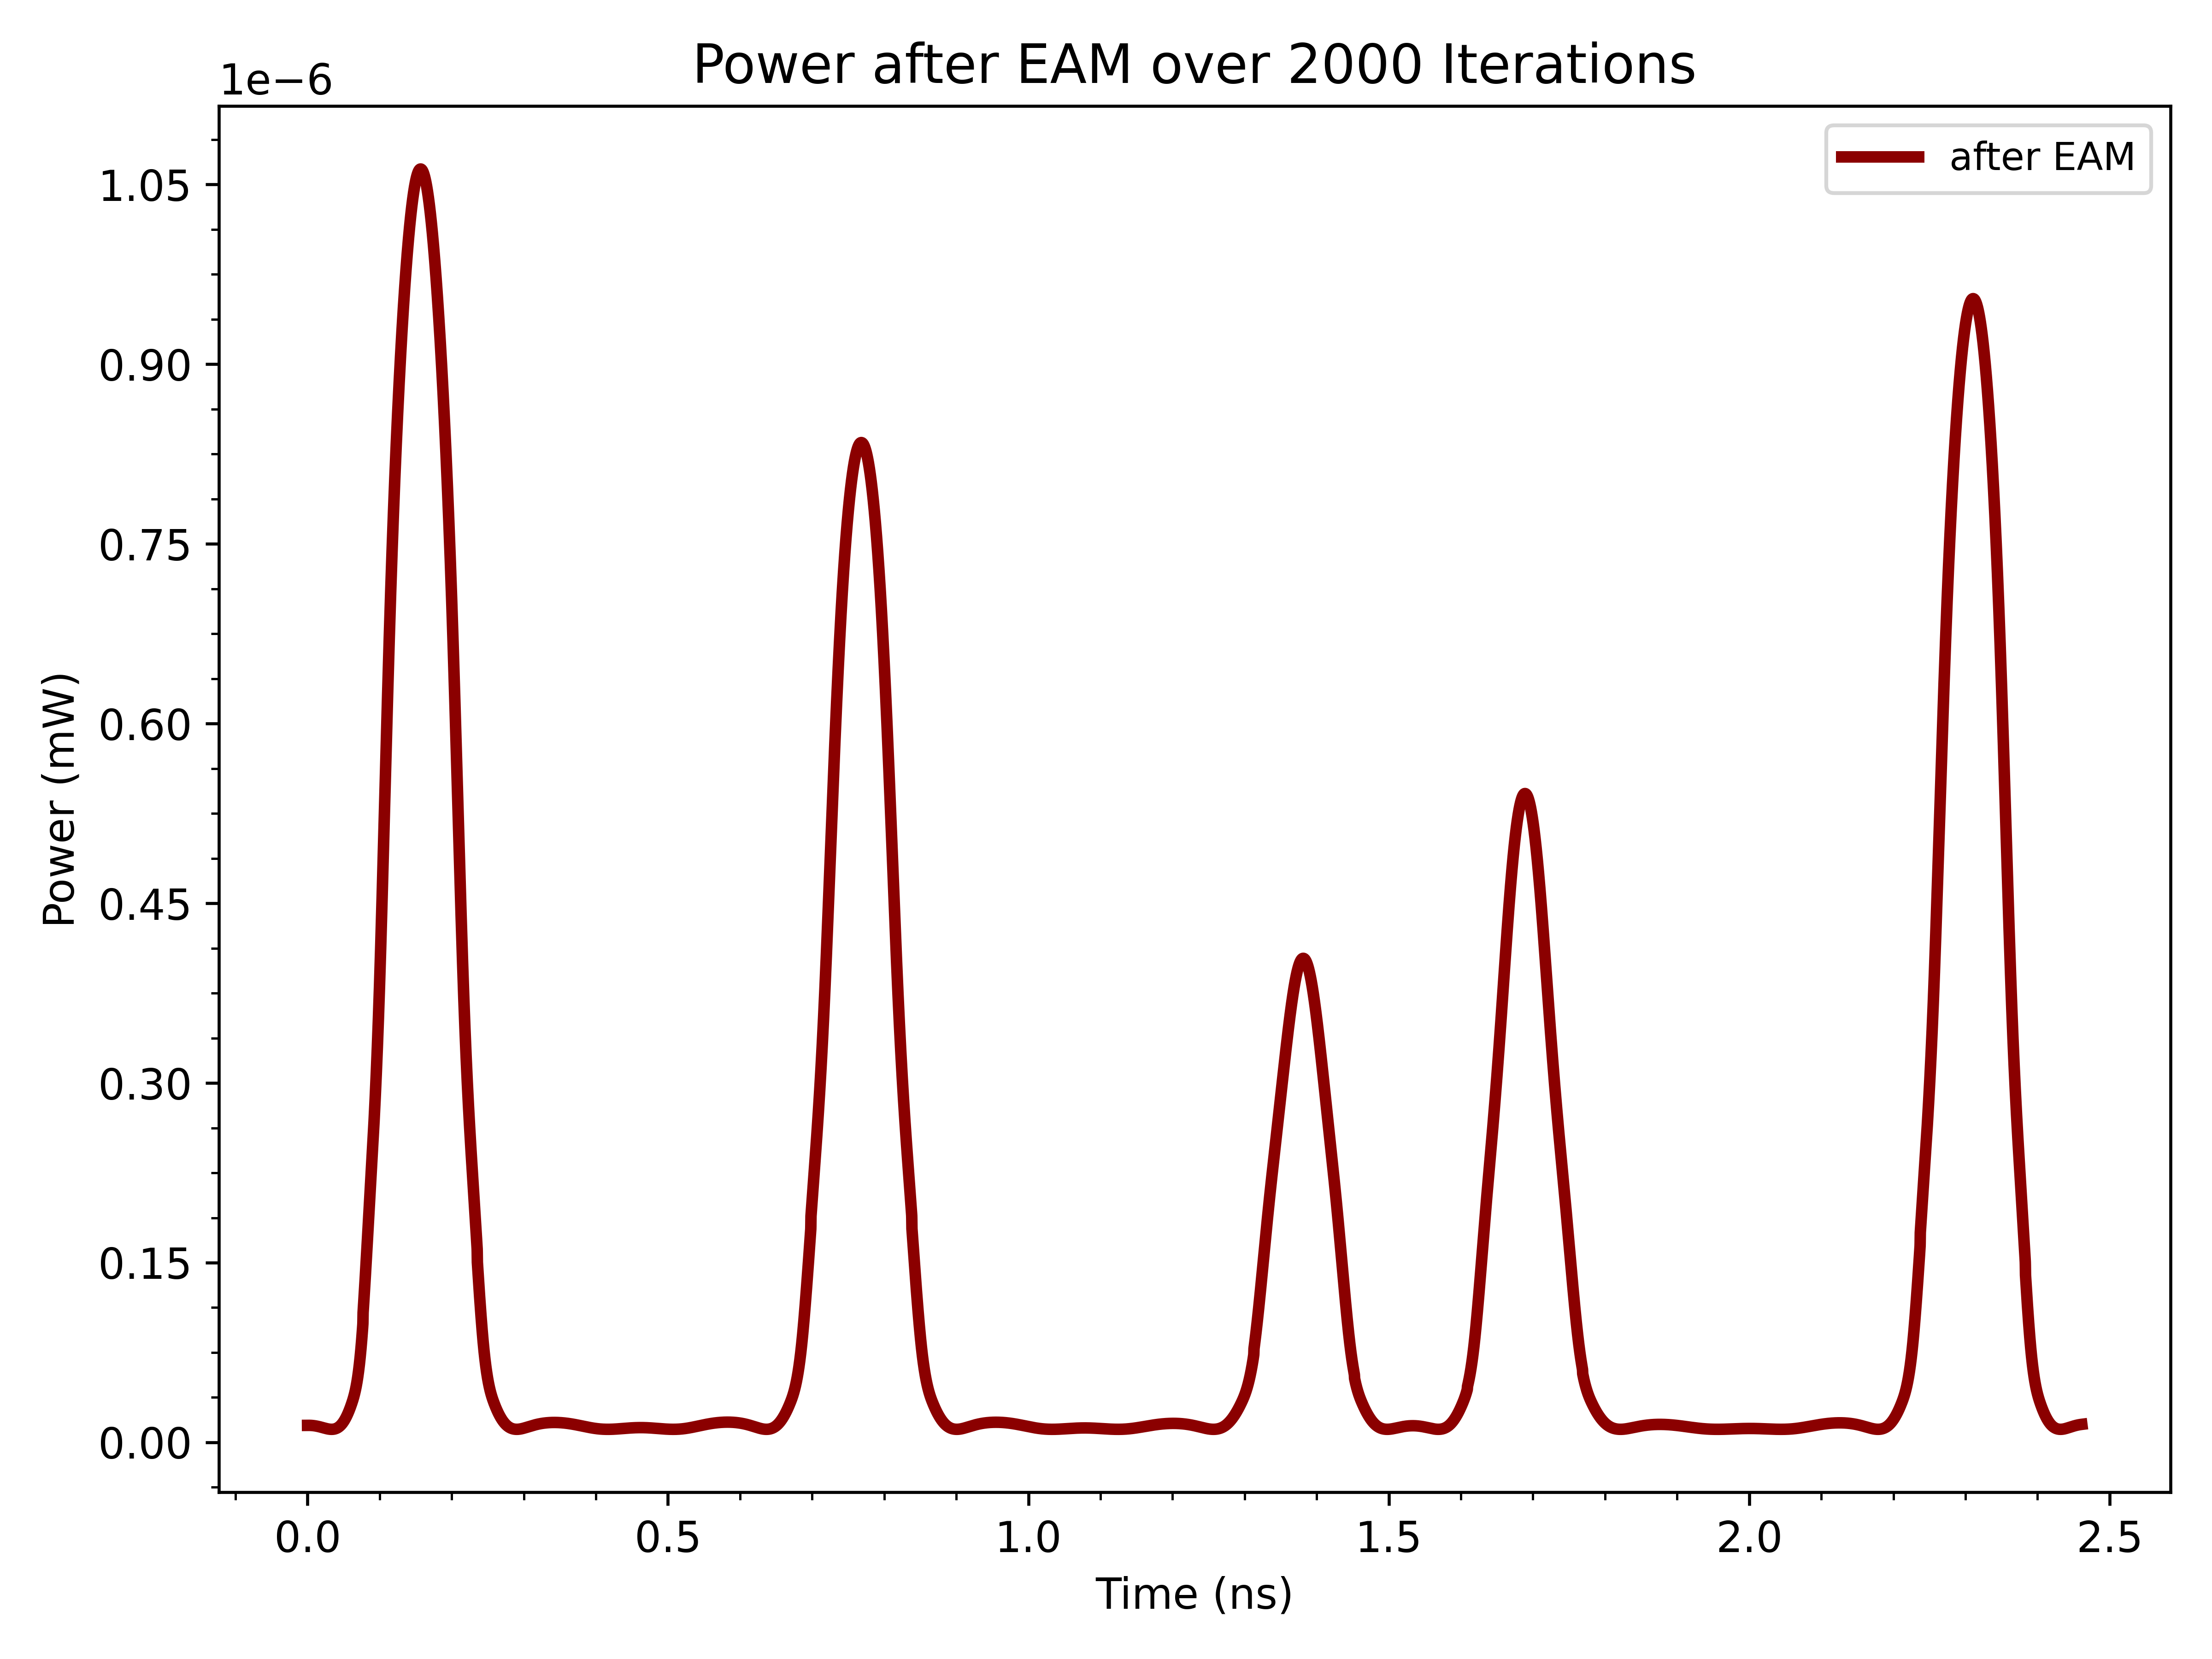 Power after EAM over 2000 Iterations
1e−6
after EAM
1.05
0.90
0.75
0.60
0.45
0.30
0.15
0.00
Power (mW)
0.0 0.5 1.0 1.5 2.0 2.5
Time (ns)